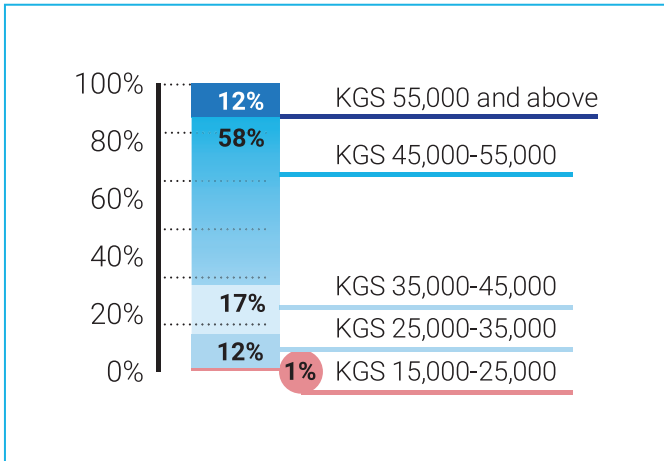 100%
12%
KGS 55,000 and above
80%
58%
KGS 45,000-55,000
60%
40%
KGS 35,000-45,000
20%
17%
KGS 25,000-35,000
12%
0%
1%
KGS 15,000-25,000